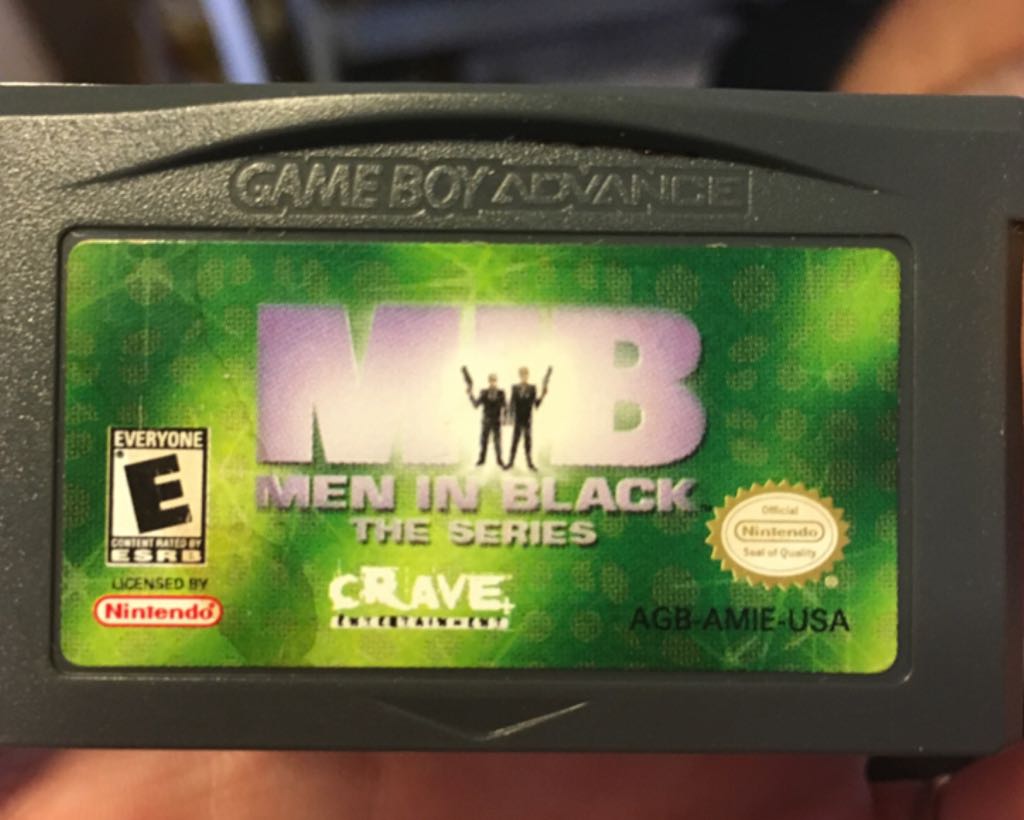 GAME BOY ADVANCE
MIB
MEN IN BLACK™
THE SERIES
EVERYONE
E
CONTENT RATED BY
ESRB
LICENSED BY
Nintendo®
CRAVE
ENTERTAINMENT
Official
Nintendo
Seal of Quality
AGB-AMIE-USA